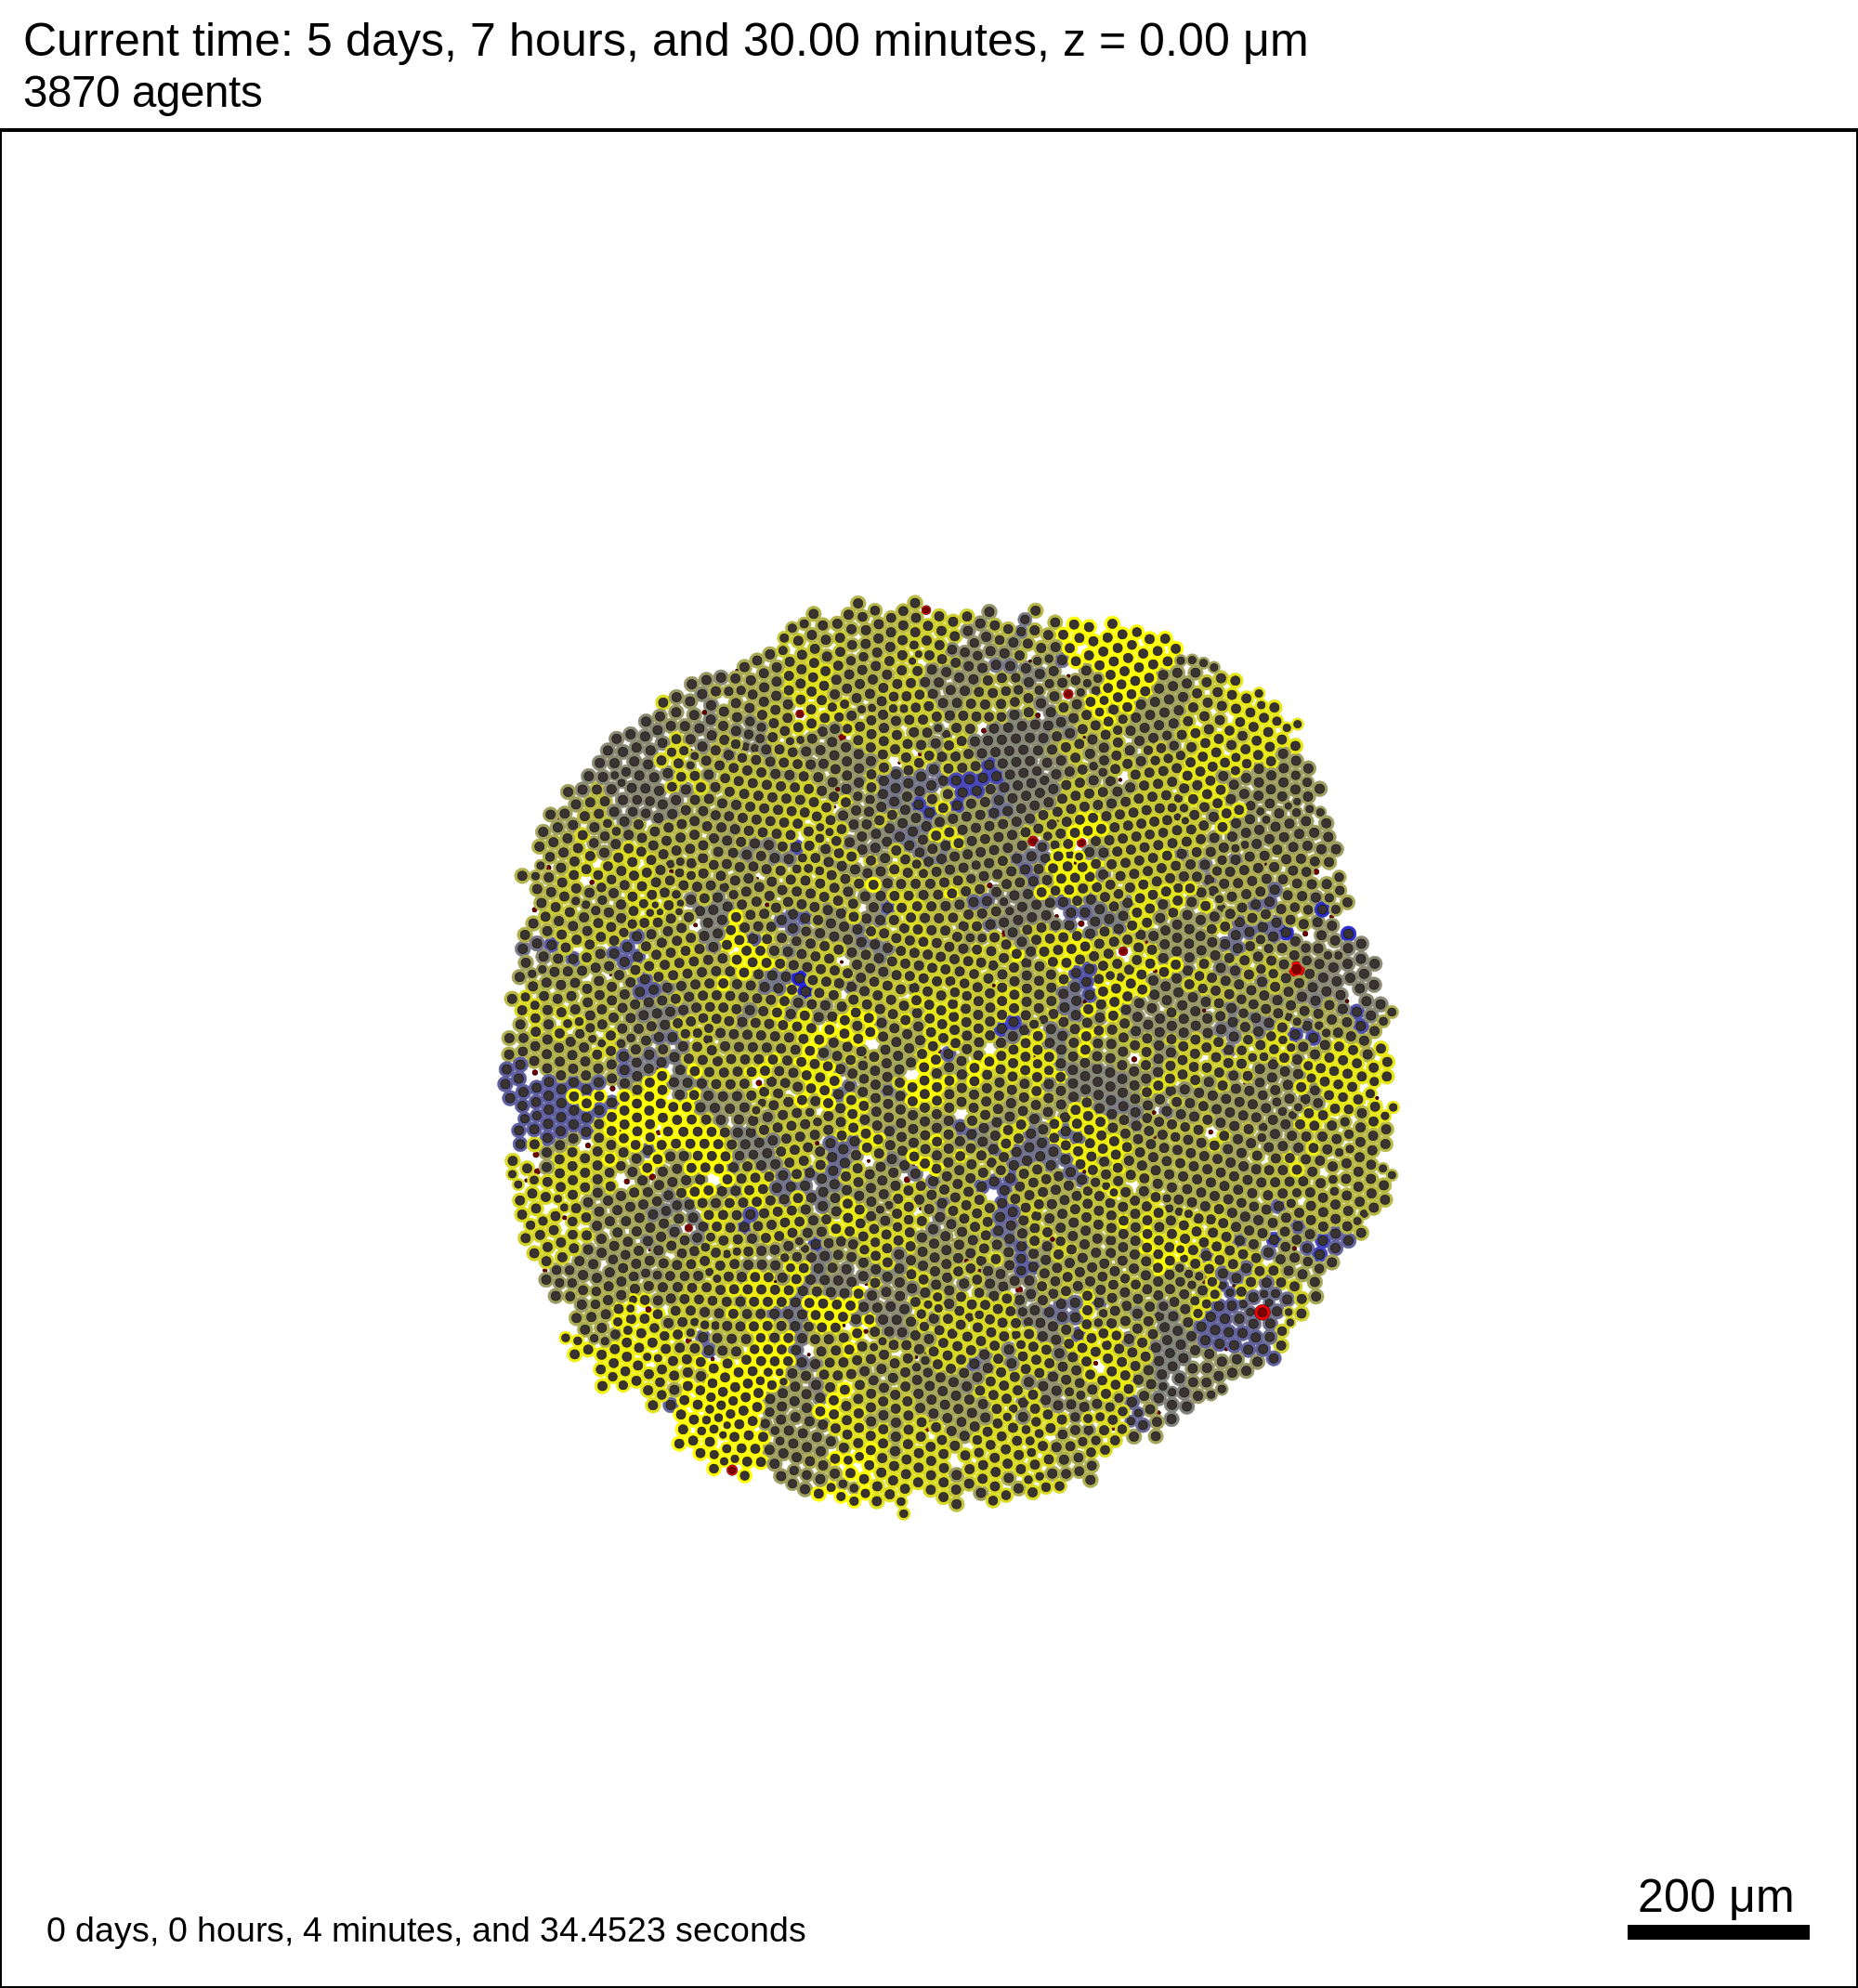 Current time: 5 days, 7 hours, and 30.00 minutes, z = 0.00 μm
3870 agents
200 μm
0 days, 0 hours, 4 minutes, and 34.4523 seconds